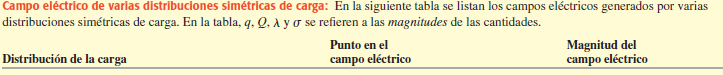 Campo eléctrico de varias distribuciones simétricas de carga: En la siguiente tabla se listan los campos eléctricos generados por varias
distribuciones simétricas de carga. En la tabla, q, Q, λ y σ se refieren a las magnitudes de las cantidades.
Punto en el Magnitud del
Distribución de la carga campo eléctrico campo eléctrico